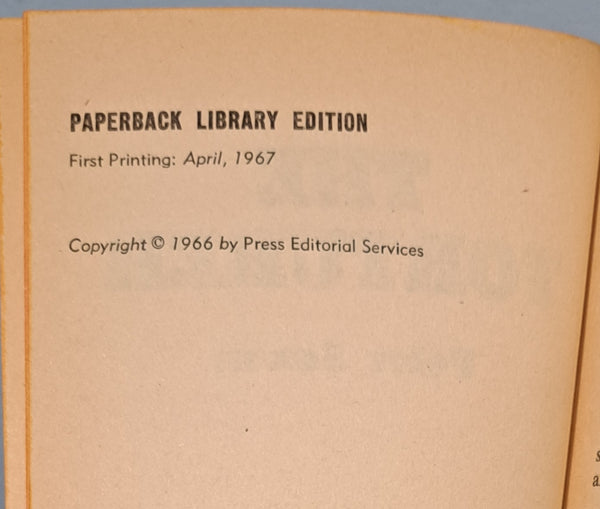 PAPERBACK LIBRARY EDITION
First Printing: April, 1967
Copyright © 1966 by Press Editorial Services